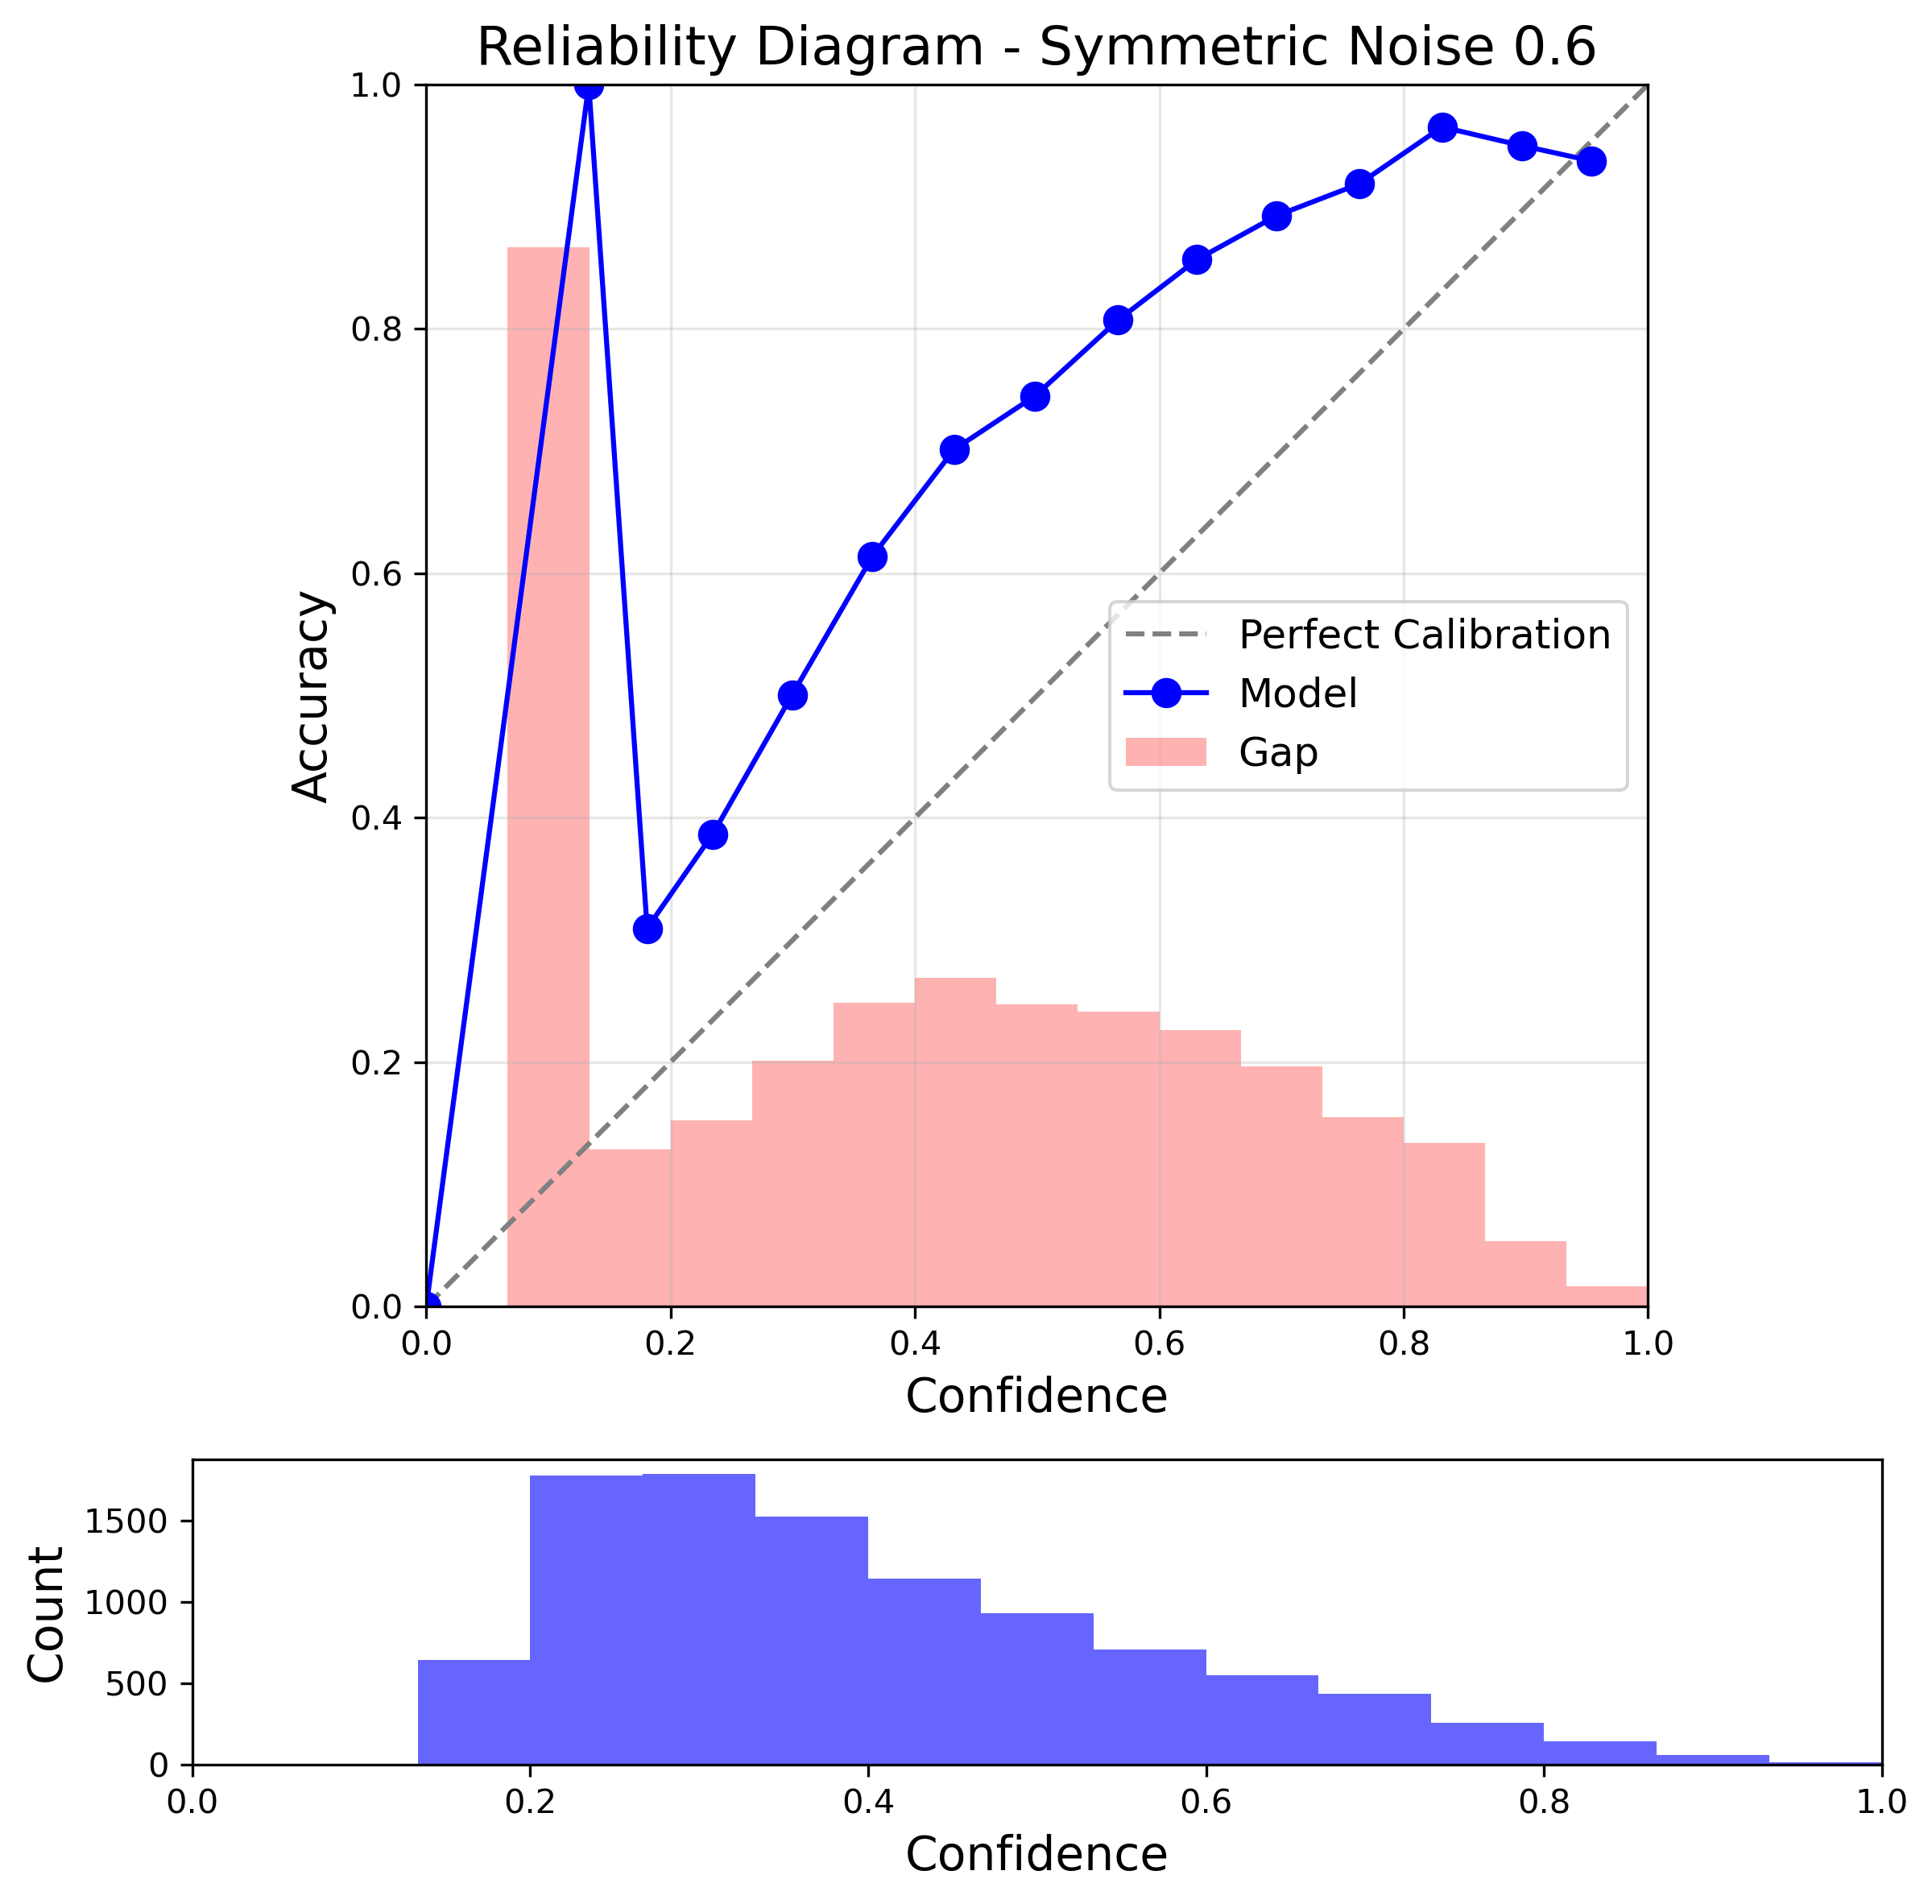 Reliability Diagram - Symmetric Noise 0.6
1.0
0.8
0.6
0.4
0.2
0.0
Accuracy
Perfect Calibration
Model
Gap
0.0 0.2 0.4 0.6 0.8 1.0
Confidence
1500
1000
500
0
Count
0.0 0.2 0.4 0.6 0.8 1.0
Confidence